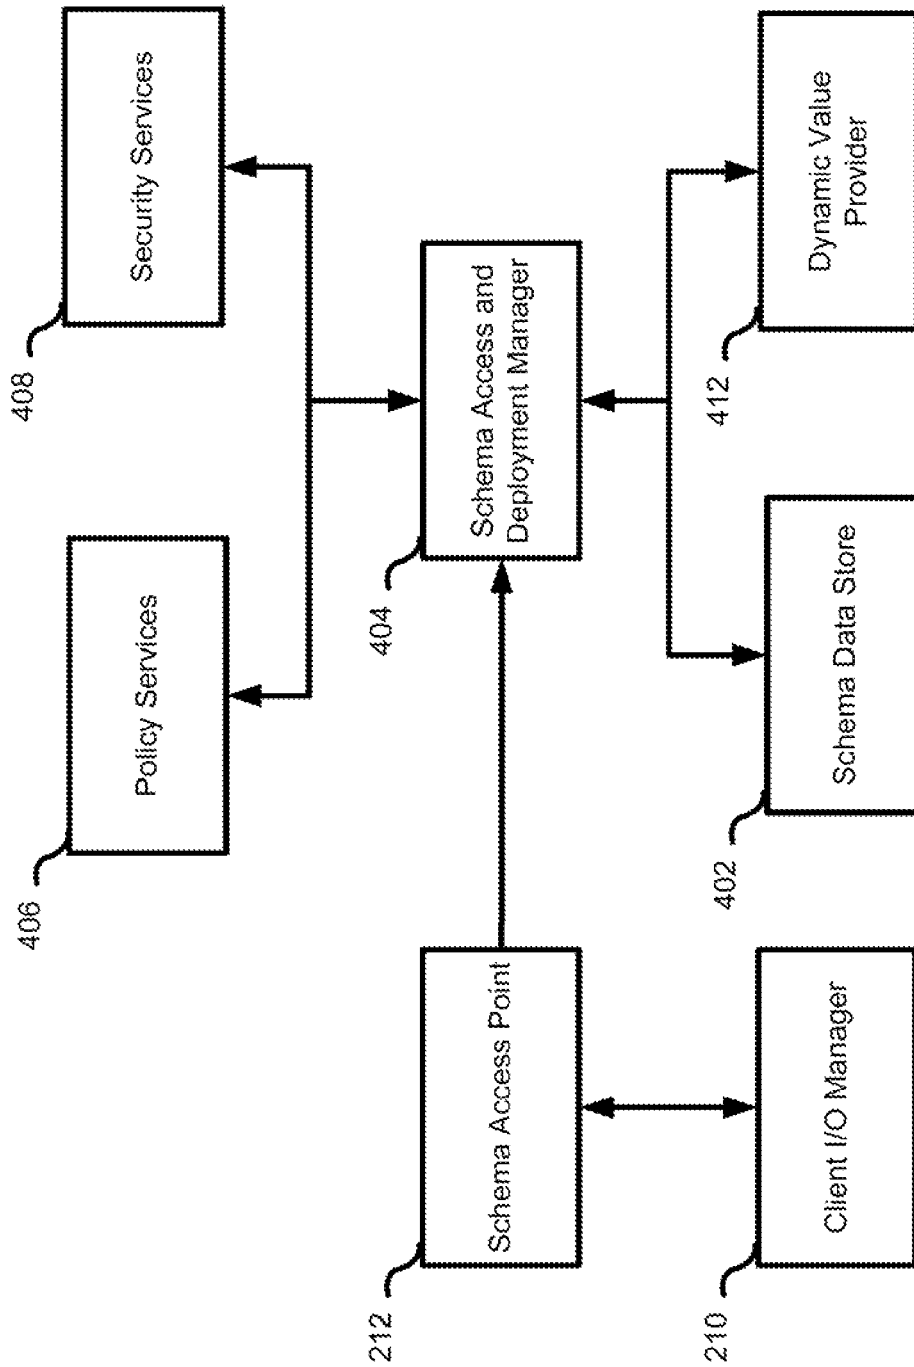 406
Policy Services
408
Security Services
212
Schema Access Point
404
Schema Access and
Deployment Manager
210
Client I/O Manager
402
Schema Data Store
412
Dynamic Value
Provider